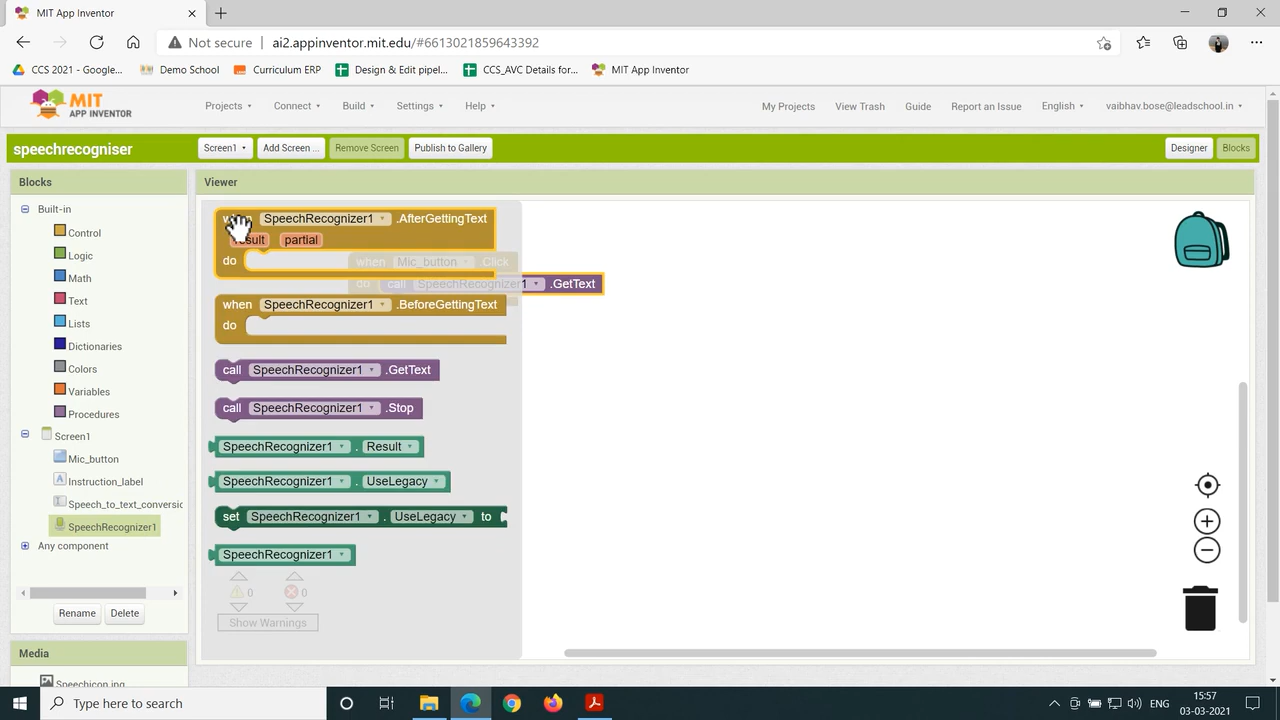 MIT App Inventor
Not secure
ai2.appinventor.mit.edu/#6613021859643392
CCS 2021 - Google...
Demo School
Curriculum ERP
Design & Edit pipel...
CCS_AVC Details for...
MIT App Inventor
MIT
APP INVENTOR
Projects
Connect
Build
Settings
Help
My Projects
View Trash
Guide
Report an Issue
English
vaibhav.bose@leadschool.in
speechrecogniser
Screen1
Add Screen ...
Remove Screen
Publish to Gallery
Designer
Blocks
Blocks
Viewer
Built-in
Control
Logic
Math
Text
Lists
Dictionaries
Colors
Variables
Procedures
Screen1
Mic_button
Instruction_label
Speech_to_text_conversic
SpeechRecognizer1
Any component
Rename
Delete
Media
Speechicon.png
when SpeechRecognizer1 .AfterGettingText
result partial
do
when Mic_button .Click
do call SpeechRecognizer1 .GetText
when SpeechRecognizer1 .BeforeGettingText
do
call SpeechRecognizer1 .GetText
call SpeechRecognizer1 .Stop
SpeechRecognizer1 . Result
SpeechRecognizer1 . UseLegacy
set SpeechRecognizer1 . UseLegacy to
SpeechRecognizer1
0 0
Show Warnings
Type here to search
ENG
15:57
03-03-2021